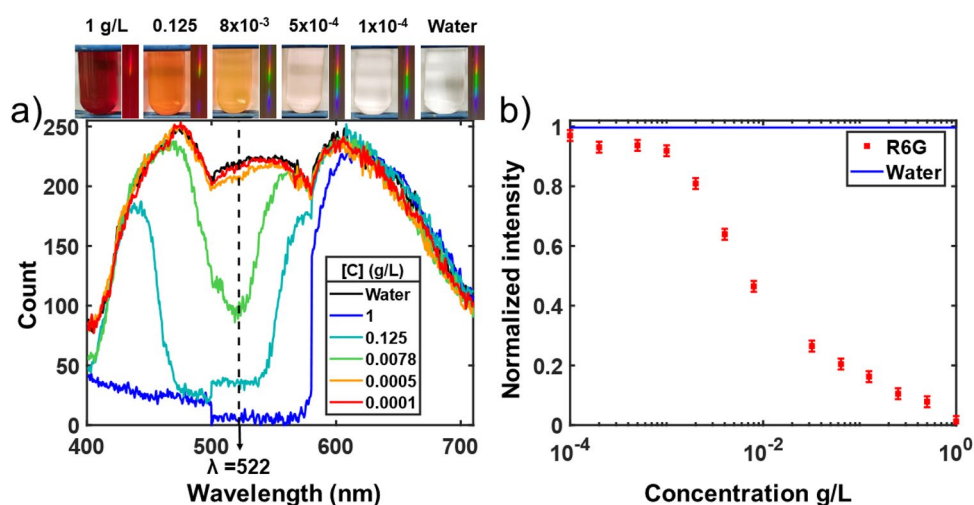 1 g/L 0.125 8x10⁻³ 5x10⁻⁴ 1x10⁻⁴ Water
a)
250
200
150
100
50
0
Count
[C] (g/L)
Water
1
0.125
0.0078
0.0005
0.0001
400 500 600 700
λ =522
Wavelength (nm)
b)
1
0.8
0.6
0.4
0.2
0
Normalized intensity
R6G
Water
10⁻⁴ 10⁻² 10⁰
Concentration g/L